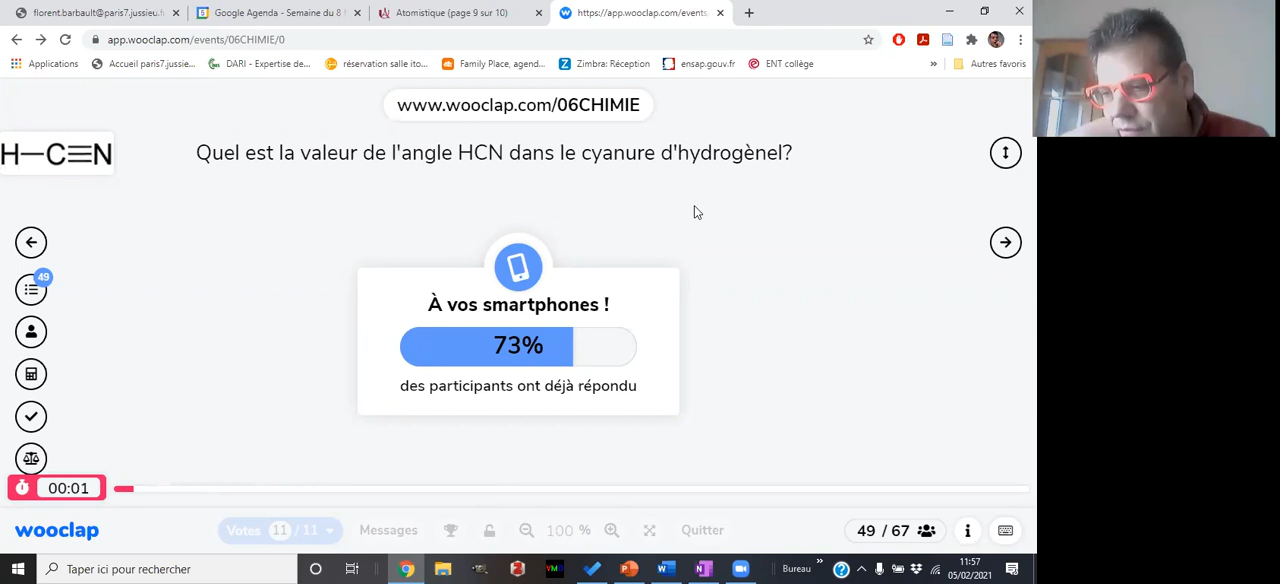 florent.barbault@paris7.jussieu.f
Google Agenda - Semaine du 8 f
Atomistique (page 9 sur 10)
https://app.wooclap.com/events
app.wooclap.com/events/06CHIMIE/0
Applications
Accueil paris7.jussie...
DARI - Expertise de...
réservation salle ito...
Family Place, agend...
Zimbra: Réception
ensap.gouv.fr
ENT collège
»
Autres favoris
www.wooclap.com/06CHIMIE
H—C≡N
Quel est la valeur de l'angle HCN dans le cyanure d'hydrogènel?
49
À vos smartphones !
73%
des participants ont déjà répondu
00:01
wooclap
Votes 11 / 11
Messages
100 %
Quitter
49 / 67
Taper ici pour rechercher
Bureau
»
11:57
05/02/2021